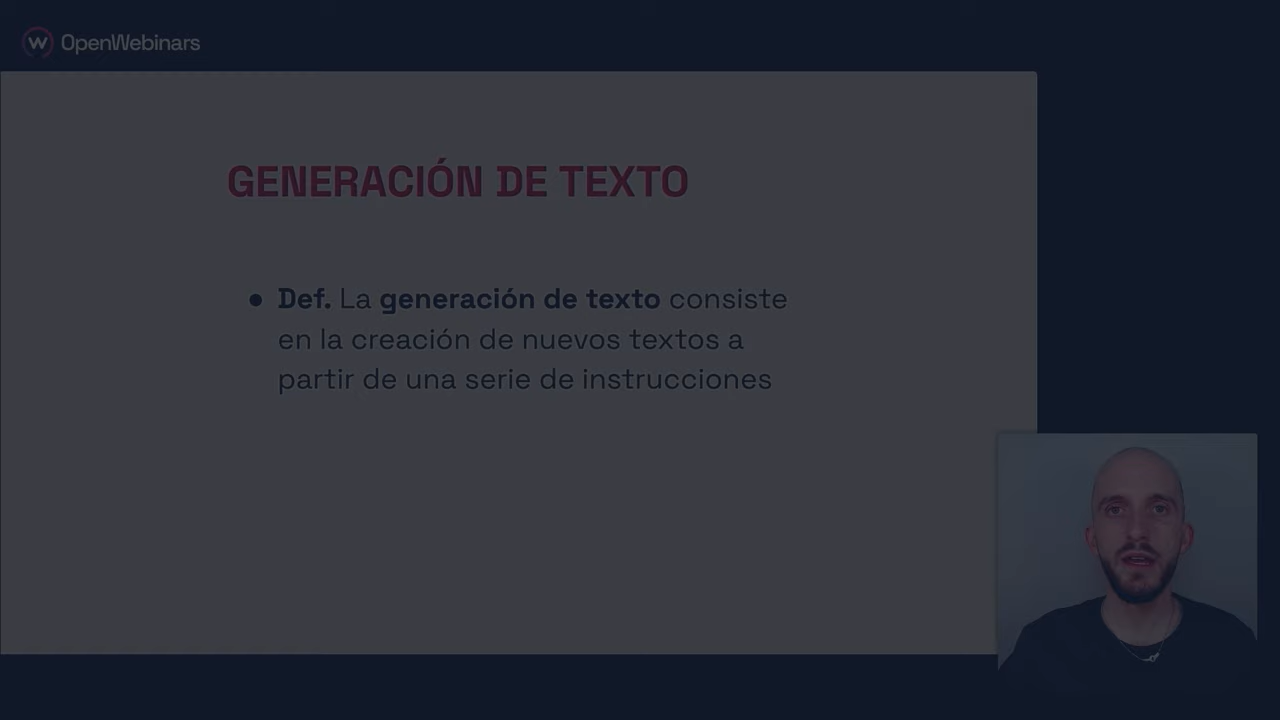 OpenWebinars
GENERACIÓN DE TEXTO
● Def. La generación de texto consiste
en la creación de nuevos textos a
partir de una serie de instrucciones